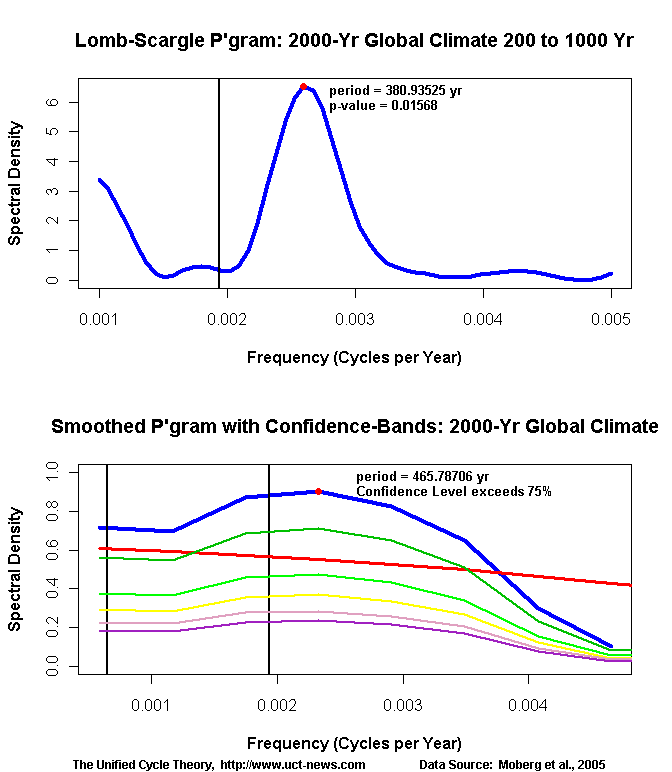 Lomb-Scargle P'gram: 2000-Yr Global Climate 200 to 1000 Yr
period = 380.93525 yr
p-value = 0.01568
Spectral Density
6
5
4
3
2
1
0
0.001 0.002 0.003 0.004 0.005
Frequency (Cycles per Year)
Smoothed P'gram with Confidence-Bands: 2000-Yr Global Climate
period = 465.78706 yr
Confidence Level exceeds 75%
Spectral Density
1.0
0.8
0.6
0.4
0.2
0.0
0.001 0.002 0.003 0.004
Frequency (Cycles per Year)
The Unified Cycle Theory, http://www.uct-news.com Data Source: Moberg et al., 2005